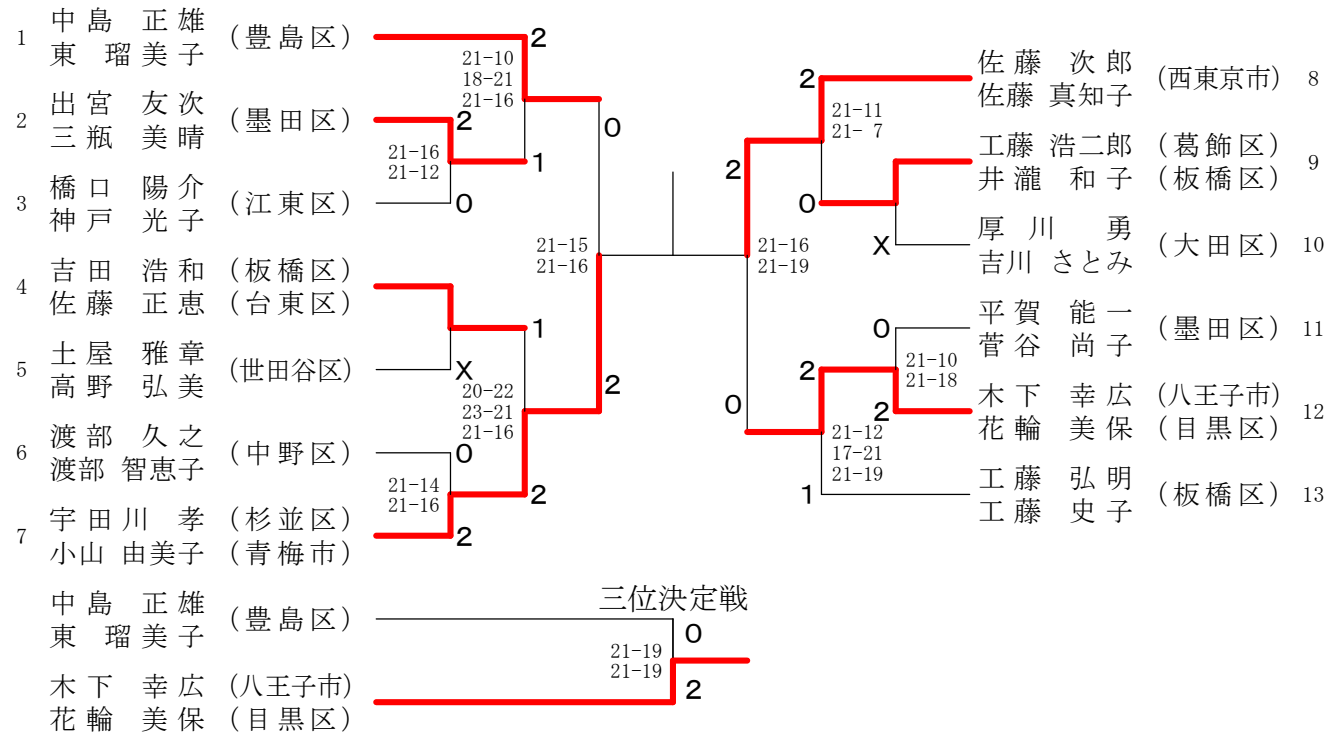 1 中島 正雄 (豊島区)
東 瑠美子
2 出宮 友次 (墨田区)
三瓶 美晴
3 橋口 陽介 (江東区)
神戸 光子
4 吉田 浩和 (板橋区)
佐藤 正恵 (台東区)
5 土屋 雅章 (世田谷区)
高野 弘美
6 渡部 久之 (中野区)
渡部 智恵子
7 宇田川 孝 (杉並区)
小山 由美子 (青梅市)
2
21-10
18-21
21-16
2
21-16
21-12
0
1
0
21-15
21-16
1
X
20-22
23-21
21-16
2
0
21-14
21-16
2
2
佐藤 次郎 (西東京市) 8
佐藤 真知子
工藤 浩二郎 (葛飾区) 9
井瀧 和子 (板橋区)
厚川 勇 (大田区) 10
吉川 さとみ
平賀 能一 (墨田区) 11
菅谷 尚子
木下 幸広 (八王子市) 12
花輪 美保 (目黒区)
工藤 弘明 (板橋区) 13
工藤 史子
2
21-11
21- 7
2
0
X
21-16
21-19
0
21-10
21-18
2
2
0
21-12
17-21
21-19
1
三位決定戦
中島 正雄 (豊島区)
東 瑠美子
0
21-19
21-19
2
木下 幸広 (八王子市)
花輪 美保 (目黒区)